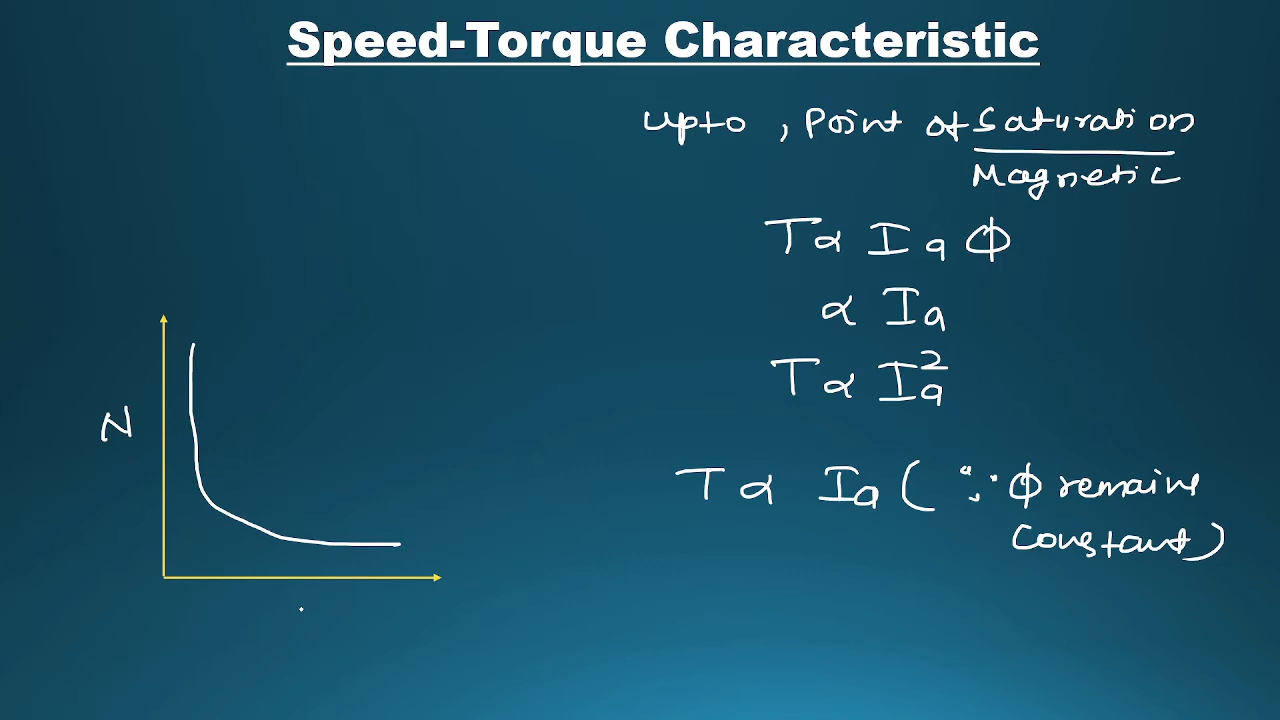 Speed-Torque Characteristic
upto , Point of Saturation
Magnetic
T α Ia Φ
α Ia
T α Ia²
N
T α Ia ( ∵ Φ remains
constant )